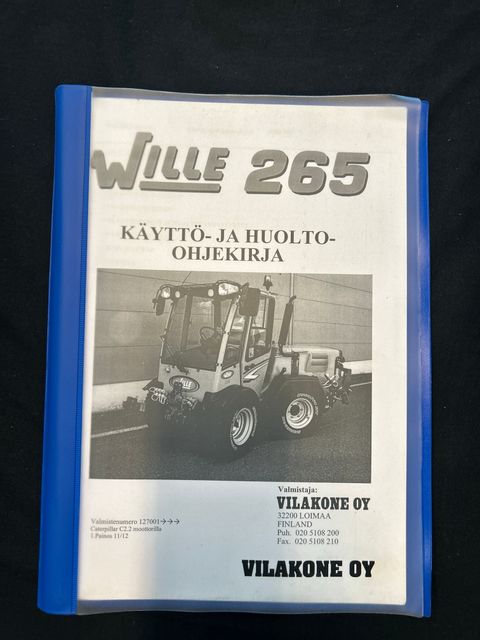 WILLE 265
KÄYTTÖ- JA HUOLTO-
OHJEKIRJA
WILLE
Valmistaja:
VILAKONE OY
32200 LOIMAA
FINLAND
Puh. 020 5108 200
Fax. 020 5108 210
Valmistenumero 127001→→→
Caterpillar C2.2 moottorilla
1.Painos 11/12
VILAKONE OY